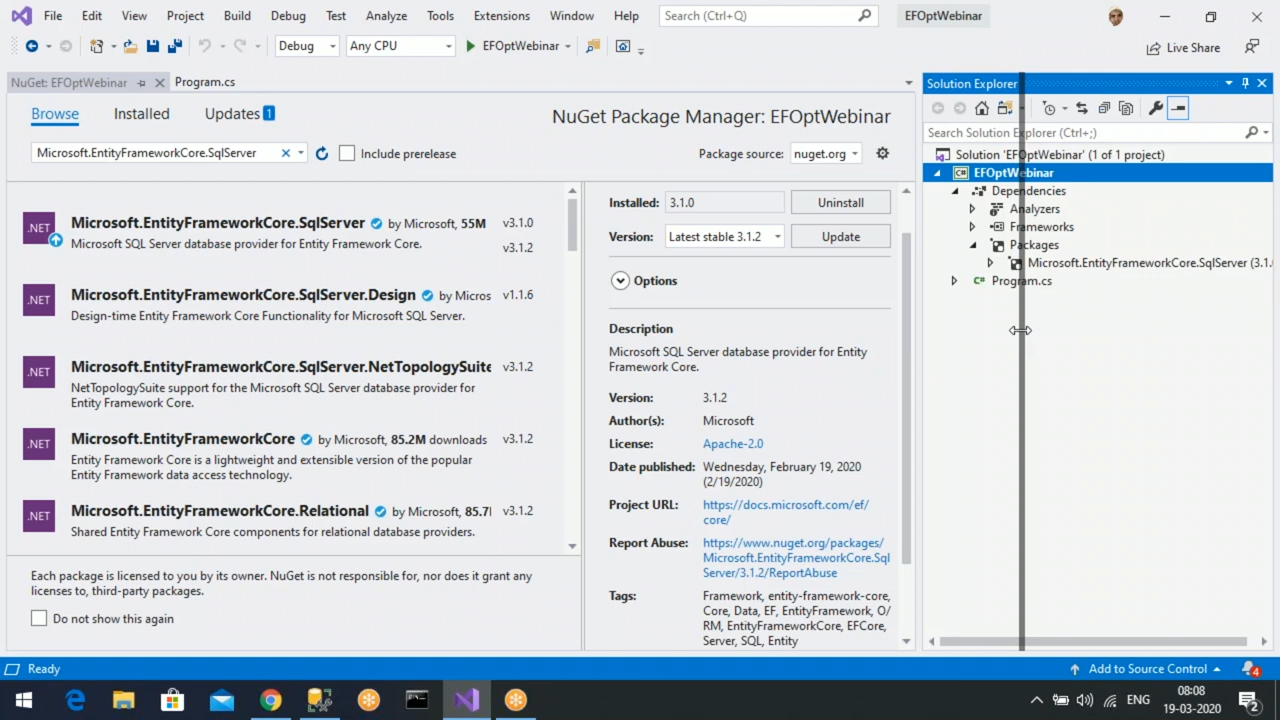 File Edit View Project Build Debug Test Analyze Tools Extensions Window Help Search (Ctrl+Q) EFOptWebinar
Debug Any CPU EFOptWebinar Live Share
NuGet: EFOptWebinar Program.cs
Browse Installed Updates 1
NuGet Package Manager: EFOptWebinar
Microsoft.EntityFrameworkCore.SqlServer Include prerelease
Package source: nuget.org
.NET
Microsoft.EntityFrameworkCore.SqlServer by Microsoft, 55M v3.1.0
Microsoft SQL Server database provider for Entity Framework Core. v3.1.2
.NET
Microsoft.EntityFrameworkCore.SqlServer.Design by Micros v1.1.6
Design-time Entity Framework Core Functionality for Microsoft SQL Server.
.NET
Microsoft.EntityFrameworkCore.SqlServer.NetTopologySuite v3.1.2
NetTopologySuite support for the Microsoft SQL Server database provider for
Entity Framework Core.
.NET
Microsoft.EntityFrameworkCore by Microsoft, 85.2M downloads v3.1.2
Entity Framework Core is a lightweight and extensible version of the popular
Entity Framework data access technology.
.NET
Microsoft.EntityFrameworkCore.Relational by Microsoft, 85.7 v3.1.2
Shared Entity Framework Core components for relational database providers.
Each package is licensed to you by its owner. NuGet is not responsible for, nor does it grant any
licenses to, third-party packages.
Do not show this again
Installed: 3.1.0 Uninstall
Version: Latest stable 3.1.2 Update
Options
Description
Microsoft SQL Server database provider for Entity
Framework Core.
Version: 3.1.2
Author(s): Microsoft
License: Apache-2.0
Date published: Wednesday, February 19, 2020
(2/19/2020)
Project URL: https://docs.microsoft.com/ef/
core/
Report Abuse: https://www.nuget.org/packages/
Microsoft.EntityFrameworkCore.Sql
Server/3.1.2/ReportAbuse
Tags: Framework, entity-framework-core,
Core, Data, EF, EntityFramework, O/
RM, EntityFrameworkCore, EFCore,
Server, SQL, Entity
Solution Explorer
Search Solution Explorer (Ctrl+;)
Solution 'EFOptWebinar' (1 of 1 project)
C# EFOptWebinar
Dependencies
Analyzers
Frameworks
Packages
Microsoft.EntityFrameworkCore.SqlServer (3.1.
C# Program.cs
Ready Add to Source Control 4
ENG 08:08
19-03-2020 2